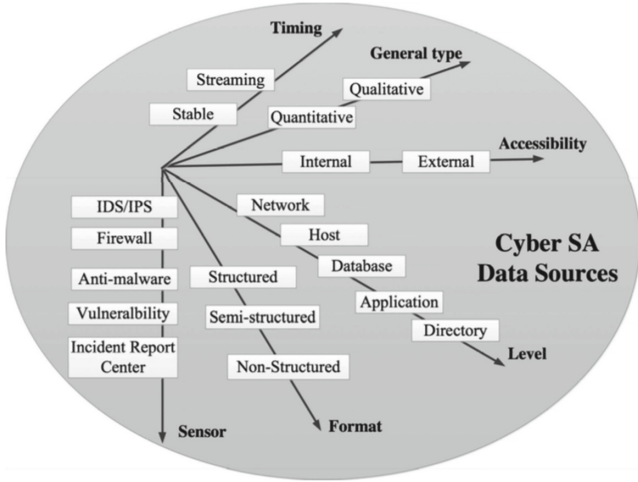 Timing
General type
Streaming
Qualitative
Stable
Quantitative
Accessibility
Internal
External
IDS/IPS
Network
Firewall
Host
Cyber SA
Data Sources
Database
Anti-malware
Structured
Application
Vulneralbility
Semi-structured
Directory
Incident Report
Center
Level
Non-Structured
Sensor
Format